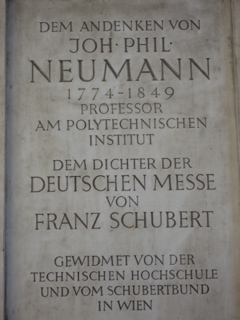 DEM ANDENKEN VON
JOH·PHIL·
NEUMANN
1774-1849
PROFESSOR
AM POLYTECHNISCHEN
INSTITUT
DEM DICHTER DER
DEUTSCHEN MESSE
VON
FRANZ SCHUBERT
GEWIDMET VON DER
TECHNISCHEN HOCHSCHULE
UND VOM SCHUBERTBUND
IN WIEN